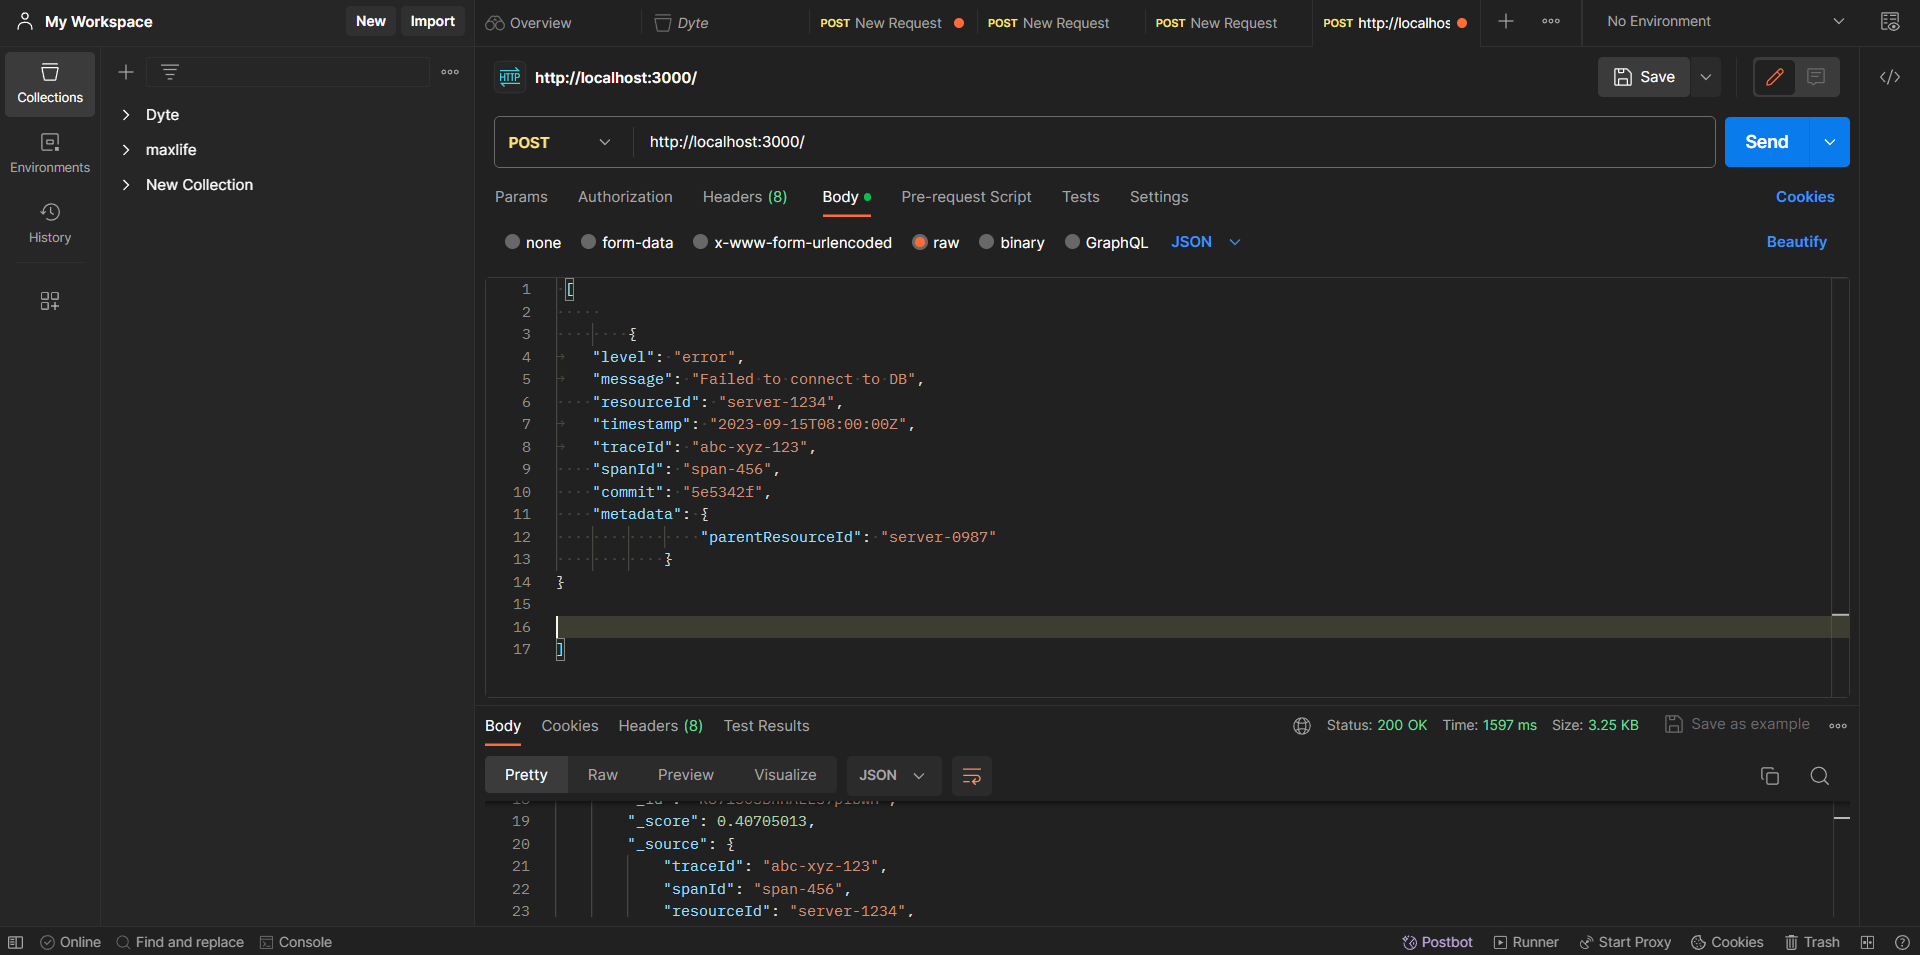 My Workspace New Import Overview Dyte POST New Request POST New Request POST New Request POST http://localhos No Environment
HTTP http://localhost:3000/ Save
POST http://localhost:3000/ Send
Collections
Environments
History
Dyte
maxlife
New Collection
Params Authorization Headers (8) Body Pre-request Script Tests Settings Cookies
none form-data x-www-form-urlencoded raw binary GraphQL JSON Beautify
1 [
2
3 {
4 "level": "error",
5 "message": "Failed to connect to DB",
6 "resourceId": "server-1234",
7 "timestamp": "2023-09-15T08:00:00Z",
8 "traceId": "abc-xyz-123",
9 "spanId": "span-456",
10 "commit": "5e5342f",
11 "metadata": {
12 "parentResourceId": "server-0987"
13 }
14 }
15
16
17 ]
Body Cookies Headers (8) Test Results Status: 200 OK Time: 1597 ms Size: 3.25 KB Save as example
Pretty Raw Preview Visualize JSON
19 "_score": 0.40705013,
20 "_source": {
21 "traceId": "abc-xyz-123",
22 "spanId": "span-456",
23 "resourceId": "server-1234",
Online Find and replace Console Postbot Runner Start Proxy Cookies Trash